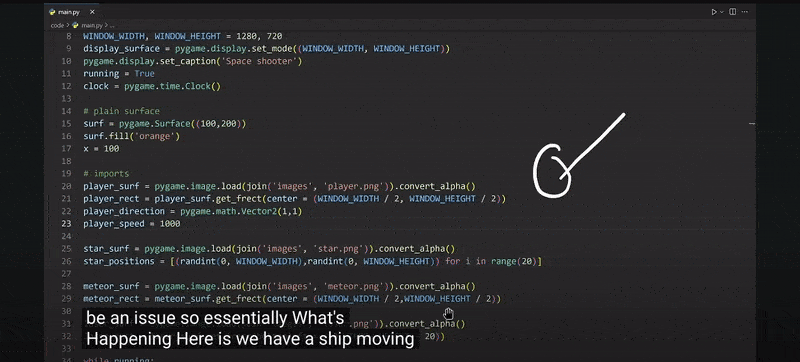 main.py
code > main.py > ...
8 WINDOW_WIDTH, WINDOW_HEIGHT = 1280, 720
9 display_surface = pygame.display.set_mode((WINDOW_WIDTH, WINDOW_HEIGHT))
10 pygame.display.set_caption('Space shooter')
11 running = True
12 clock = pygame.time.Clock()
13
14 # plain surface
15 surf = pygame.Surface((100,200))
16 surf.fill('orange')
17 x = 100
18
19 # imports
20 player_surf = pygame.image.load(join('images', 'player.png')).convert_alpha()
21 player_rect = player_surf.get_frect(center = (WINDOW_WIDTH / 2, WINDOW_HEIGHT / 2))
22 player_direction = pygame.math.Vector2(1,1)
23 player_speed = 1000
24
25 star_surf = pygame.image.load(join('images', 'star.png')).convert_alpha()
26 star_positions = [(randint(0, WINDOW_WIDTH),randint(0, WINDOW_HEIGHT)) for i in range(20)]
27
28 meteor_surf = pygame.image.load(join('images', 'meteor.png')).convert_alpha()
29 meteor_rect = meteor_surf.get_frect(center = (WINDOW_WIDTH / 2,WINDOW_HEIGHT / 2))
30
be an issue so essentially What's
31 .png')).convert_alpha()
Happening Here is we have a ship moving
32 20))
33
34 while running: